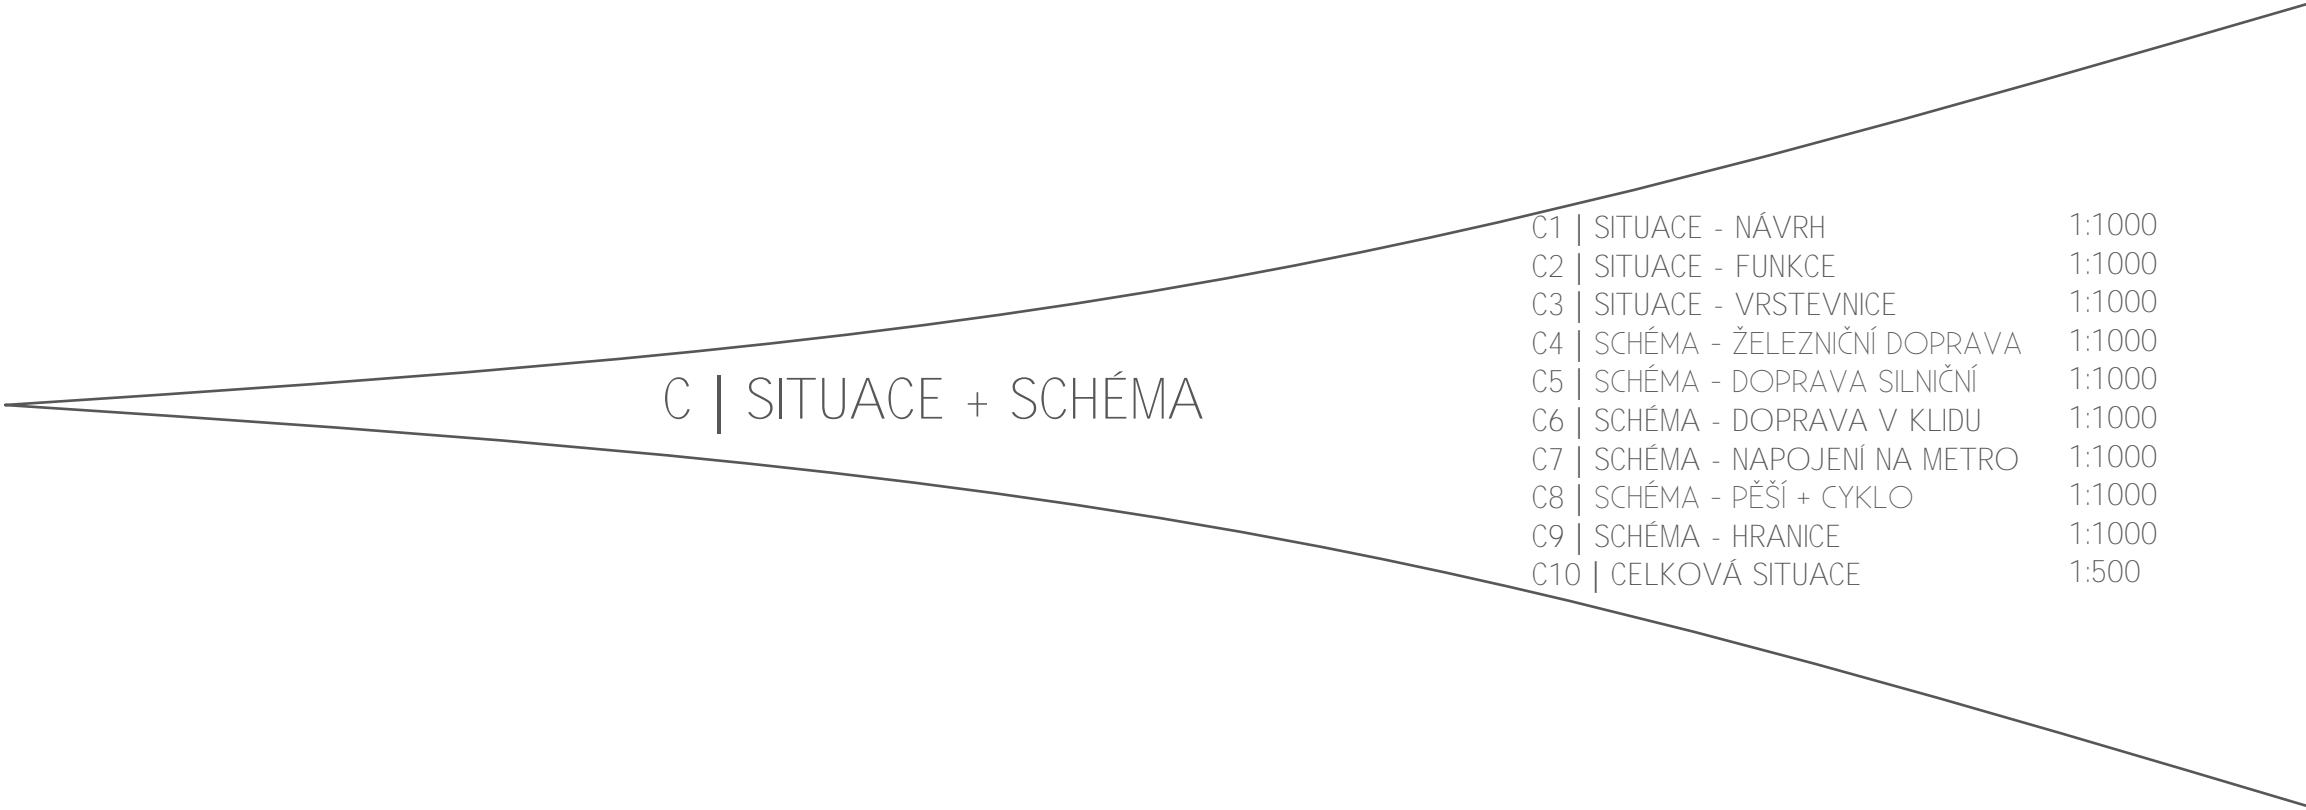 C | SITUACE + SCHÉMA
C1 | SITUACE - NÁVRH 1:1000
C2 | SITUACE - FUNKCE 1:1000
C3 | SITUACE - VRSTEVNICE 1:1000
C4 | SCHÉMA - ŽELEZNIČNÍ DOPRAVA 1:1000
C5 | SCHÉMA - DOPRAVA SILNIČNÍ 1:1000
C6 | SCHÉMA - DOPRAVA V KLIDU 1:1000
C7 | SCHÉMA - NAPOJENÍ NA METRO 1:1000
C8 | SCHÉMA - PĚŠÍ + CYKLO 1:1000
C9 | SCHÉMA - HRANICE 1:1000
C10 | CELKOVÁ SITUACE 1:500